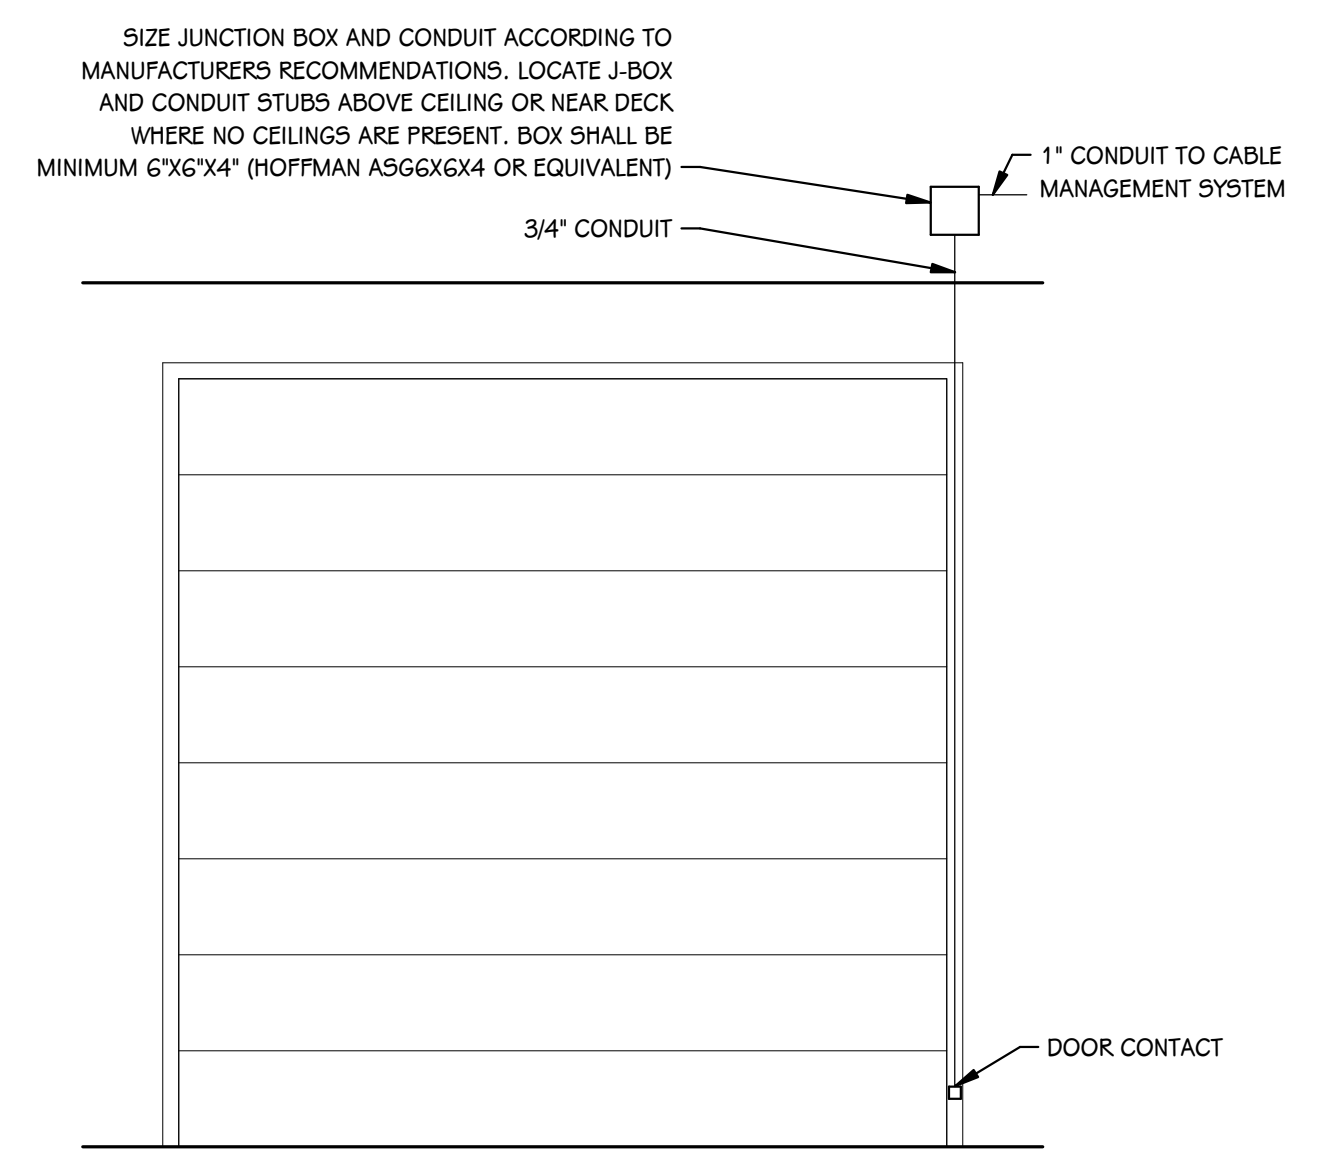 SIZE JUNCTION BOX AND CONDUIT ACCORDING TO
MANUFACTURERS RECOMMENDATIONS. LOCATE J-BOX
AND CONDUIT STUBS ABOVE CEILING OR NEAR DECK
WHERE NO CEILINGS ARE PRESENT. BOX SHALL BE
MINIMUM 6"X6"X4" (HOFFMAN ASG6X6X4 OR EQUIVALENT)
1" CONDUIT TO CABLE
MANAGEMENT SYSTEM
3/4" CONDUIT
DOOR CONTACT